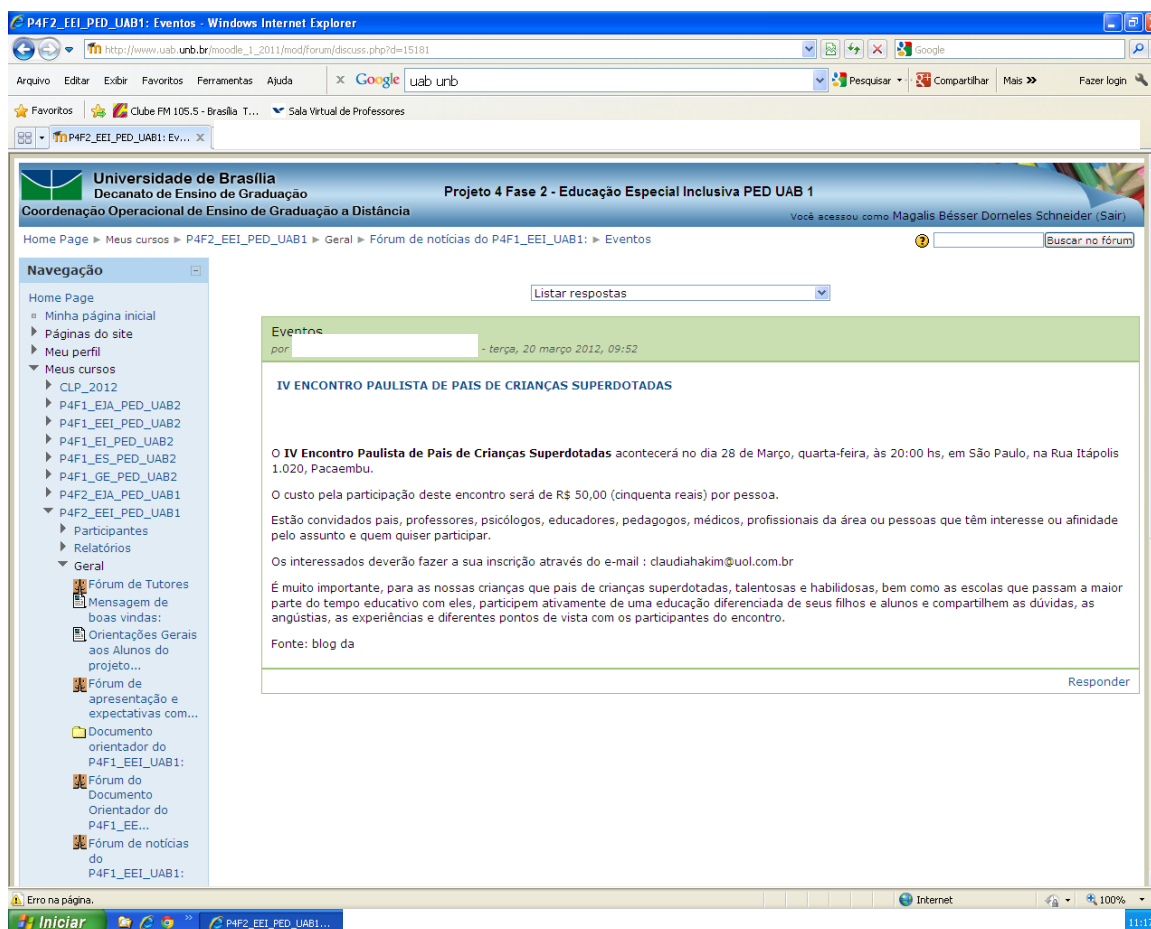 P4F2_EEI_PED_UAB1: Eventos - Windows Internet Explorer
http://www.uab.unb.br/moodle_1_2011/mod/forum/discuss.php?d=15181
Google
Arquivo Editar Exibir Favoritos Ferramentas Ajuda x Google uab unb Pesquisar Compartilhar Mais >> Fazer login
Favoritos Clube FM 105.5 - Brasília T... Sala Virtual de Professores
P4F2_EEI_PED_UAB1: Ev... X
Universidade de Brasília
Decanato de Ensino de Graduação
Coordenação Operacional de Ensino de Graduação a Distância
Projeto 4 Fase 2 - Educação Especial Inclusiva PED UAB 1
Você acessou como Magalis Bésser Dorneles Schneider (Sair)
Home Page ► Meus cursos ► P4F2_EEI_PED_UAB1 ► Geral ► Fórum de notícias do P4F1_EEI_UAB1: ► Eventos
Buscar no fórum
Navegação
Home Page
Minha página inicial
Páginas do site
Meu perfil
Meus cursos
CLP_2012
P4F1_EJA_PED_UAB2
P4F1_EEI_PED_UAB2
P4F1_EI_PED_UAB2
P4F1_ES_PED_UAB2
P4F1_GE_PED_UAB2
P4F2_EJA_PED_UAB1
P4F2_EEI_PED_UAB1
Participantes
Relatórios
Geral
Fórum de Tutores
Mensagem de
boas vindas:
Orientações Gerais
aos Alunos do
projeto...
Fórum de
apresentação e
expectativas com...
Documento
orientador do
P4F1_EEI_UAB1:
Fórum do
Documento
Orientador do
P4F1_EE...
Fórum de notícias
do
P4F1_EEI_UAB1:
Listar respostas
Eventos
por - terça, 20 março 2012, 09:52
IV ENCONTRO PAULISTA DE PAIS DE CRIANÇAS SUPERDOTADAS
O IV Encontro Paulista de Pais de Crianças Superdotadas acontecerá no dia 28 de Março, quarta-feira, às 20:00 hs, em São Paulo, na Rua Itápolis
1.020, Pacaembu.
O custo pela participação deste encontro será de R$ 50,00 (cinquenta reais) por pessoa.
Estão convidados pais, professores, psicólogos, educadores, pedagogos, médicos, profissionais da área ou pessoas que têm interesse ou afinidade
pelo assunto e quem quiser participar.
Os interessados deverão fazer a sua inscrição através do e-mail : claudiahakim@uol.com.br
É muito importante, para as nossas crianças que pais de crianças superdotadas, talentosas e habilidosas, bem como as escolas que passam a maior
parte do tempo educativo com eles, participem ativamente de uma educação diferenciada de seus filhos e alunos e compartilhem as dúvidas, as
angústias, as experiências e diferentes pontos de vista com os participantes do encontro.
Fonte: blog da
Responder
Erro na página. Internet 100%
Iniciar P4F2_EEI_PED_UAB1...